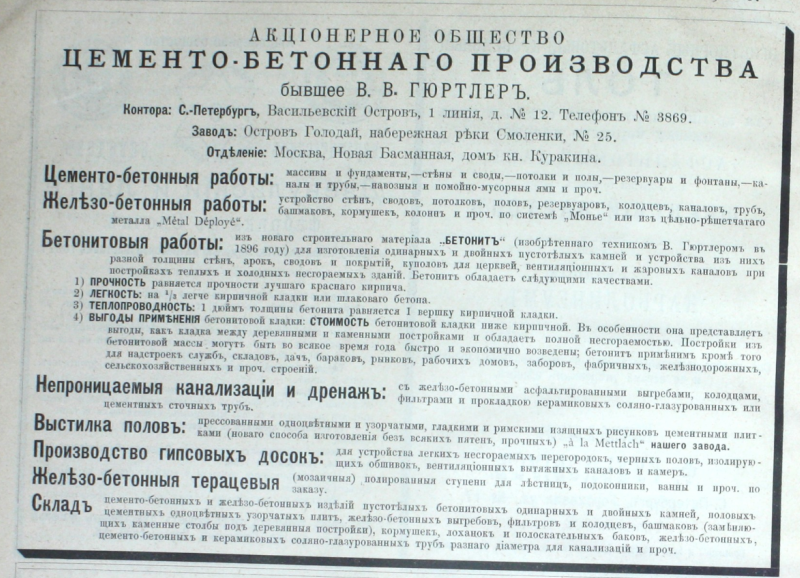 АКЦІОНЕРНОЕ ОБЩЕСТВО
ЦЕМЕНТО-БЕТОННАГО ПРОИЗВОДСТВА
бывшее В. В. ГЮРТЛЕРЪ.
Контора: С.-Петербургъ, Васильевскій Островъ, 1 линія, д. № 12. Телефонъ № 3869.
Заводъ: Островъ Голодай, набережная рѣки Смоленки, № 25.
Отдѣленіе: Москва, Новая Басманная, домъ кн. Куракина.
Цементо-бетонныя работы: массивы и фундаменты,—стѣны и своды,—потолки и полы,—резервуары и фонтаны,—ка-
налы и трубы,—навозныя и помойно-мусорныя ямы и проч.
Желѣзо-бетонныя работы: устройство стѣнъ, сводовъ, потолковъ, половъ, резервуаровъ, колодцевъ, каналовъ, трубъ,
башмаковъ, кормушекъ, колоннъ и проч. по системѣ „Монье" или изъ цѣльно-рѣшетчатаго
металла „Métal Déployé".
Бетонитовыя работы: изъ новаго строительнаго матеріала „БЕТОНИТЪ" (изобрѣтеннаго техникомъ В. Гюртлеромъ въ
1896 году) для изготовленія одинарныхъ и двойныхъ пустотѣлыхъ камней и устройства изъ нихъ
разной толщины стѣнъ, арокъ, сводовъ и покрытій, куполовъ для церквей, вентиляціонныхъ и жаровыхъ каналовъ при
постройкахъ теплыхъ и холодныхъ несгораемыхъ зданій. Бетонитъ обладаетъ слѣдующими качествами.
1) ПРОЧНОСТЬ равняется прочности лучшаго краснаго кирпича.
2) ЛЕГКОСТЬ: на ¹/₃ легче кирпичной кладки или шлаковаго бетона.
3) ТЕПЛОПРОВОДНОСТЬ: 1 дюймъ толщины бетонита равняется 1 вершку кирпичной кладки.
4) ВЫГОДЫ ПРИМѢНЕНІЯ бетонитовой кладки: СТОИМОСТЬ бетонитовой кладки ниже кирпичной. Въ особенности она представляетъ
выгоды, какъ кладка между деревянными и каменными постройками и обладаетъ полной несгораемостью. Постройки изъ
бетонитовой массы могутъ быть во всякое время года быстро и экономично возведены; бетонитъ примѣнимъ кромѣ того
для надстроекъ службъ, складовъ, дачъ, бараковъ, рынковъ, рабочихъ домовъ, заборовъ, фабричныхъ, желѣзнодорожныхъ,
сельскохозяйственныхъ и проч. строеній.
Непроницаемыя канализаціи и дренажъ: съ желѣзо-бетонными асфальтированными выгребами, колодцами,
фильтрами и прокладкою керамиковыхъ соляно-глазурованныхъ или
цементныхъ сточныхъ трубъ.
Выстилка половъ: прессованными одноцвѣтными и узорчатыми, гладкими и римскими изящныхъ рисунковъ цементными плит-
ками (новаго способа изготовленія безъ всякихъ пятенъ, прочныхъ) „à la Mettlach" нашего завода.
Производство гипсовыхъ досокъ: для устройства легкихъ несгораемыхъ перегородокъ, черныхъ половъ, изолирую-
щихъ обшивокъ, вентиляціонныхъ вытяжныхъ каналовъ и камеръ.
Желѣзо-бетонныя терацевыя (мозаичныя) полированныя ступени для лѣстницъ, подоконники, ванны и проч. по
заказу.
Складъ цементо-бетонныхъ и желѣзо-бетонныхъ издѣлій пустотѣлыхъ бетонитовыхъ одинарныхъ и двойныхъ камней, половыхъ
цементныхъ одноцвѣтныхъ узорчатыхъ плитъ, желѣзо-бетонныхъ выгребовъ, фильтровъ и колодцевъ, башмаковъ (замѣняю-
щихъ каменные столбы подъ деревянныя постройки), кормушекъ, лоханокъ и полоскательныхъ баковъ, желѣзо-бетонныхъ,
цементо-бетонныхъ и керамиковыхъ соляно-глазурованныхъ трубъ разнаго діаметра для канализацій и проч.